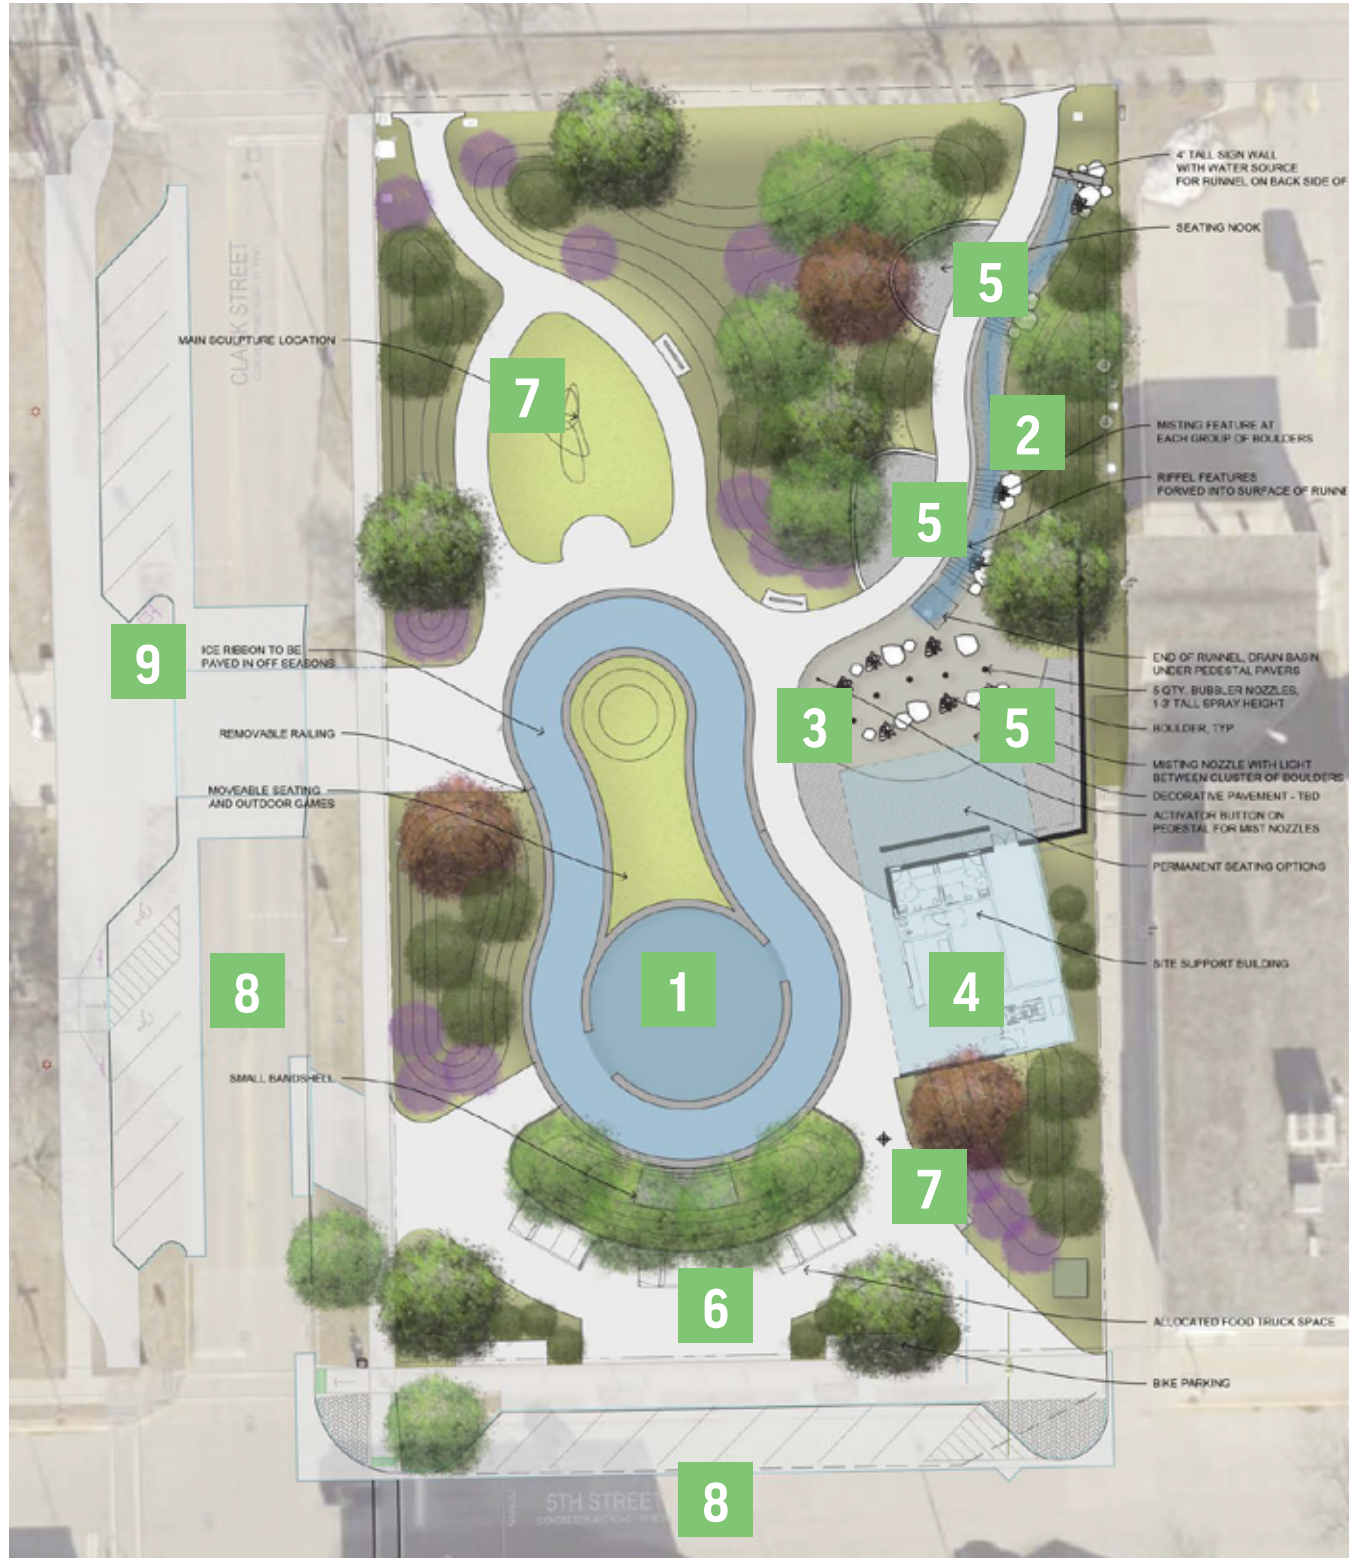 4' TALL SIGN WALL
WITH WATER SOURCE
FOR RUNNEL ON BACK SIDE OF
SEATING NOOK
5
CLARK STREET
MAIN SCULPTURE LOCATION
7
2
MISTING FEATURE AT
EACH GROUP OF BOULDERS
RIFFEL FEATURES
FORVED INTO SURFACE OF RUNNE
5
9
ICE RIBBON TO BE
PAVED IN OFF SEASONS
END OF RUNNEL, DRAIN BASIN
UNDER PEDESTAL PAVERS
5 QTY. BUBBLER NOZZLES,
1-3' TALL SPRAY HEIGHT
3
5
BOULDER, TYP
REMOVABLE RAILING
MISTING NOZZLE WITH LIGHT
BETWEEN CLUSTER OF BOULDERS
MOVEABLE SEATING
AND OUTDOOR GAMES
DECORATIVE PAVEMENT - TBD
ACTIVATOR BUTTON ON
PEDESTAL FOR MIST NOZZLES
PERMANENT SEATING OPTIONS
SITE SUPPORT BUILDING
8
1
4
SMALL BANDSHELL
7
6
ALLOCATED FOOD TRUCK SPACE
BIKE PARKING
5TH STREET
8